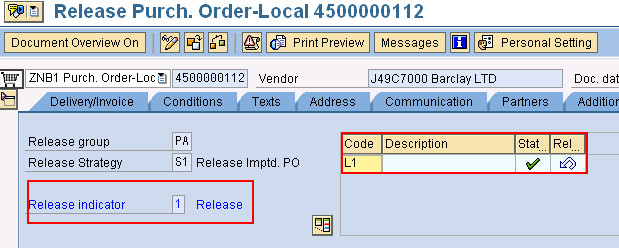 Release Purch. Order-Local 4500000112
Document Overview On Print Preview Messages Personal Setting
ZNB1 Purch. Order-Loc 4500000112 Vendor J49C7000 Barclay LTD Doc. dat
Delivery/Invoice Conditions Texts Address Communication Partners Addition
Release group PA
Code Description Stat... Rel...
Release Strategy S1 Release Imptd. PO
L1
Release indicator 1 Release